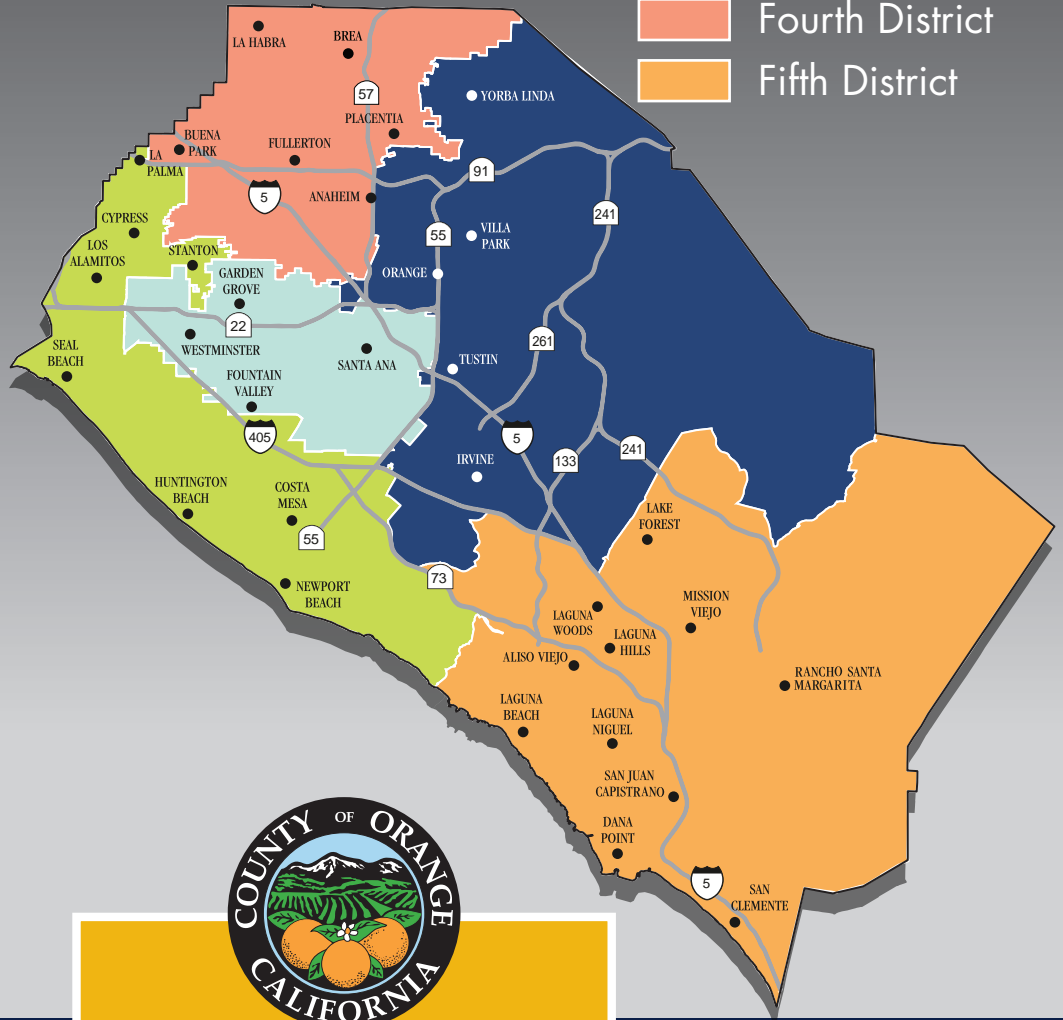 Fourth District
Fifth District
LA HABRA
BREA
57
YORBA LINDA
PLACENTIA
BUENA
PARK
FULLERTON
LA
PALMA
91
5
ANAHEIM
241
CYPRESS
55
VILLA
PARK
LOS
ALAMITOS
STANTON
GARDEN
GROVE
ORANGE
22
261
WESTMINSTER
SEAL
BEACH
SANTA ANA
TUSTIN
FOUNTAIN
VALLEY
405
5
133
241
IRVINE
HUNTINGTON
BEACH
COSTA
MESA
55
LAKE
FOREST
73
NEWPORT
BEACH
MISSION
VIEJO
LAGUNA
WOODS
LAGUNA
HILLS
ALISO VIEJO
RANCHO SANTA
MARGARITA
LAGUNA
BEACH
LAGUNA
NIGUEL
SAN JUAN
CAPISTRANO
DANA
POINT
5
SAN
CLEMENTE
COUNTY OF ORANGE
CALIFORNIA